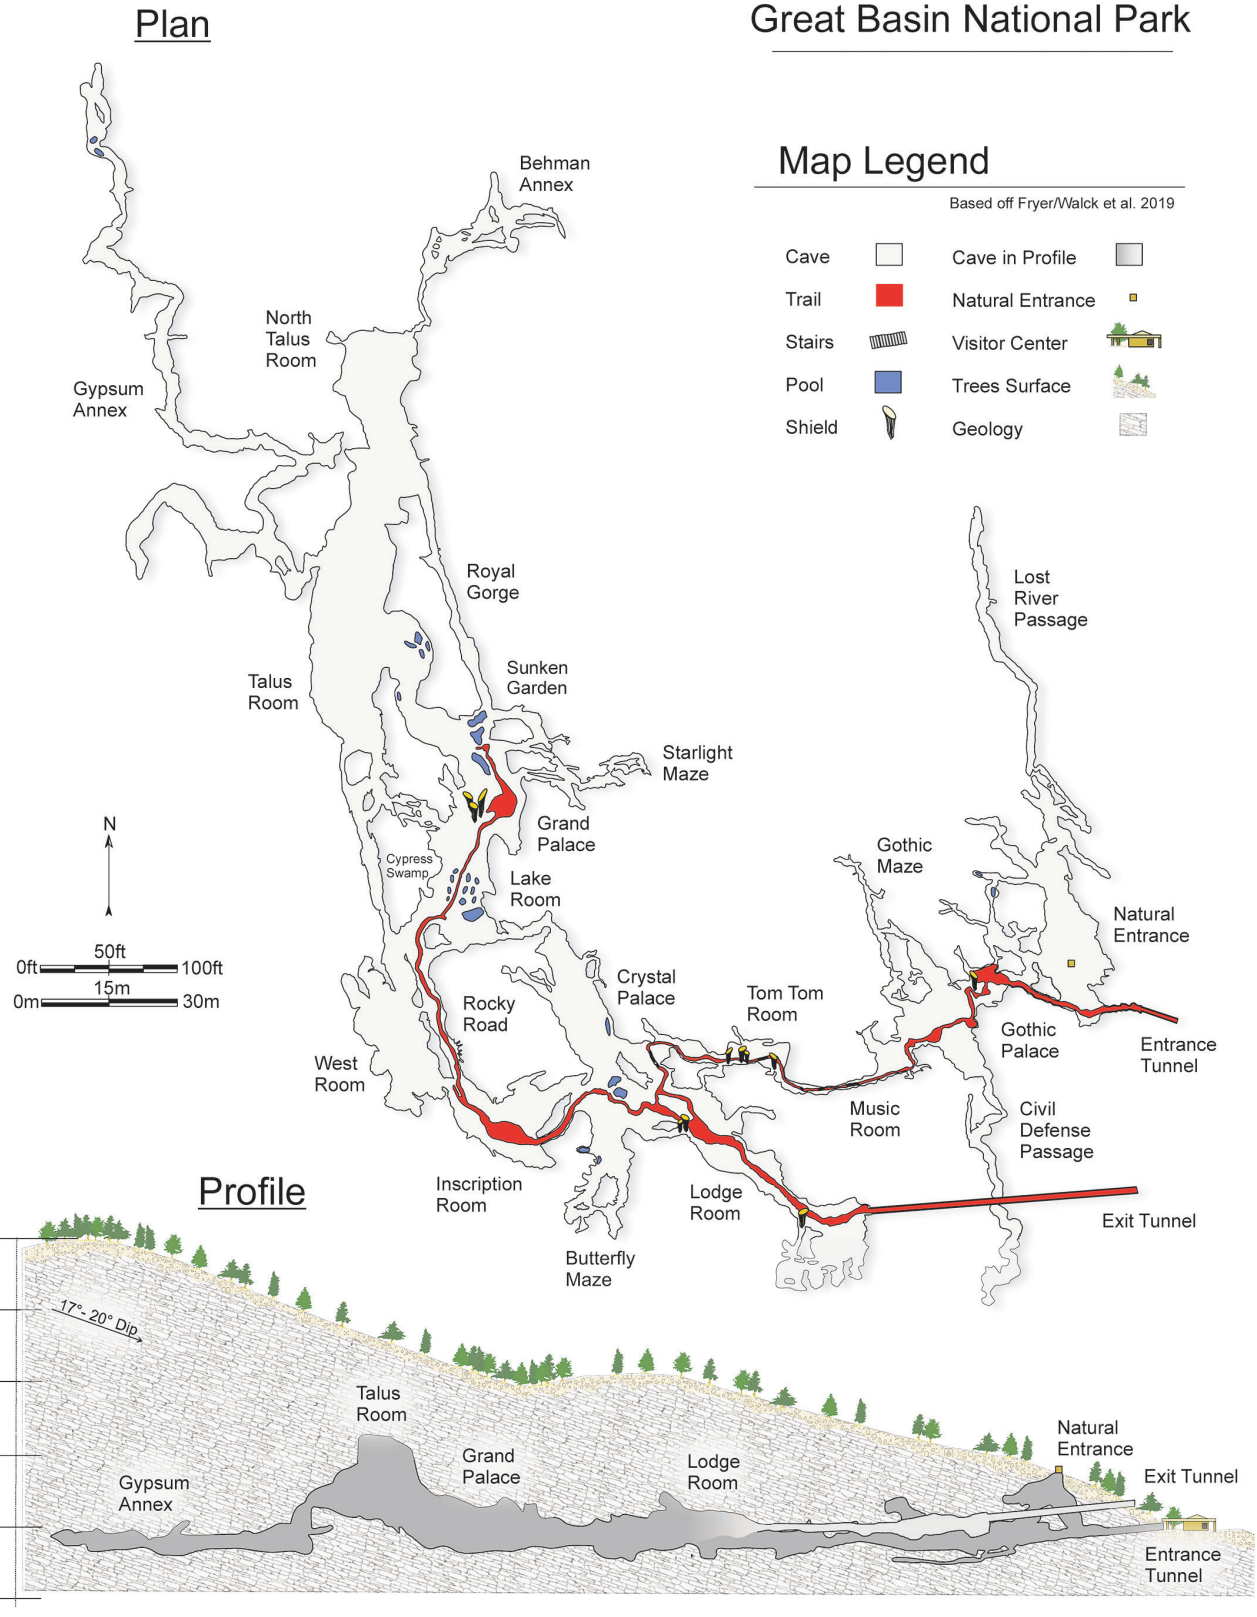 Plan
Great Basin National Park
Map Legend
Based off Fryer/Walck et al. 2019
Cave
Cave in Profile
Trail
Natural Entrance
Stairs
Visitor Center
Pool
Trees Surface
Shield
Geology
Behman
Annex
North
Talus
Room
Gypsum
Annex
Royal
Gorge
Lost
River
Passage
Sunken
Garden
Talus
Room
Starlight
Maze
Grand
Palace
Cypress
Swamp
Lake
Room
Gothic
Maze
Natural
Entrance
N
50ft
0ft
100ft
15m
0m
30m
Crystal
Palace
Tom Tom
Room
Rocky
Road
Gothic
Palace
Entrance
Tunnel
West
Room
Music
Room
Civil
Defense
Passage
Inscription
Room
Lodge
Room
Exit Tunnel
Butterfly
Maze
Profile
17°- 20° Dip
Talus
Room
Grand
Palace
Lodge
Room
Gypsum
Annex
Natural
Entrance
Exit Tunnel
Entrance
Tunnel